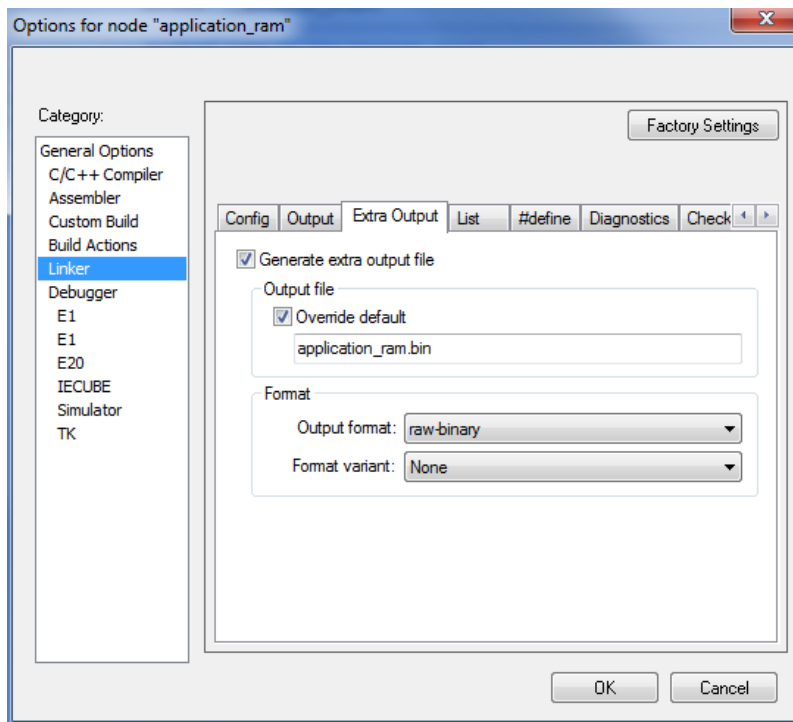 Options for node "application_ram"
Category:
General Options
C/C++ Compiler
Assembler
Custom Build
Build Actions
Linker
Debugger
E1
E1
E20
IECUBE
Simulator
TK
Factory Settings
Config Output Extra Output List #define Diagnostics Check
Generate extra output file
Output file
Override default
application_ram.bin
Format
Output format: raw-binary
Format variant: None
OK Cancel